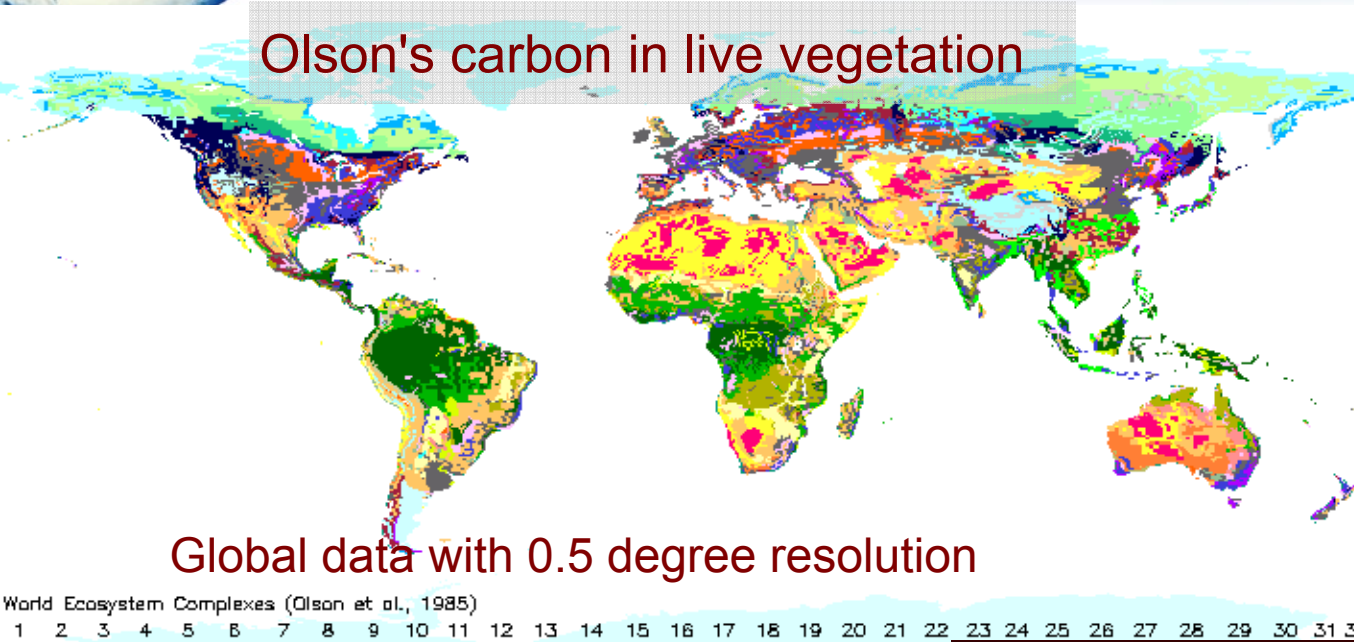 Olson's carbon in live vegetation
Global data with 0.5 degree resolution
World Ecosystem Complexes (Olson et al., 1985)
1 2 3 4 5 6 7 8 9 10 11 12 13 14 15 16 17 18 19 20 21 22 23 24 25 26 27 28 29 30 31 3